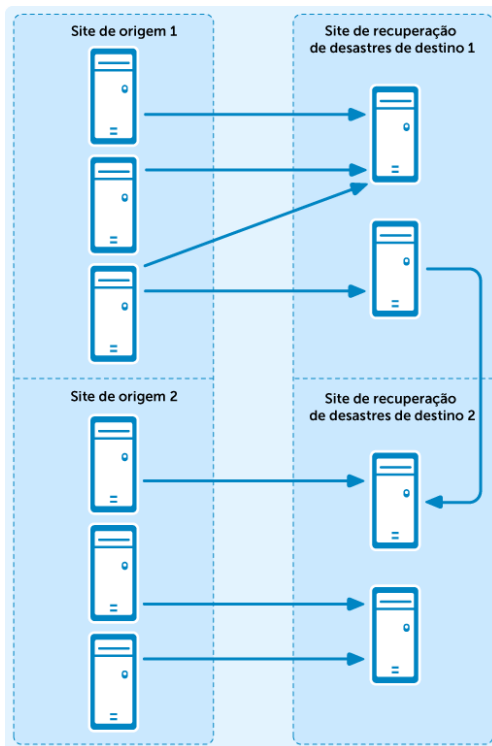 Site de origem 1
Site de recuperação
de desastres de destino 1
Site de origem 2
Site de recuperação
de desastres de destino 2